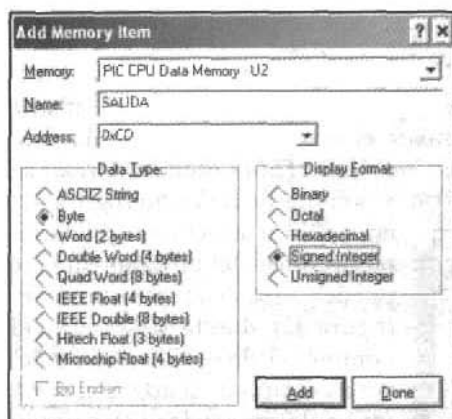 Add Memory Item
Memory: PIC CPU Data Memory - U2
Name: SALIDA
Address: 0xCD
Data Type:
ASCIIZ String
Byte
Word (2 bytes)
Double Word (4 bytes)
Quad Word (8 bytes)
IEEE Float (4 bytes)
IEEE Double (8 bytes)
Hitech Float (3 bytes)
Microchip Float (4 bytes)
Display Format:
Binary
Octal
Hexadecimal
Signed Integer
Unsigned Integer
Big Endian
Add
Done